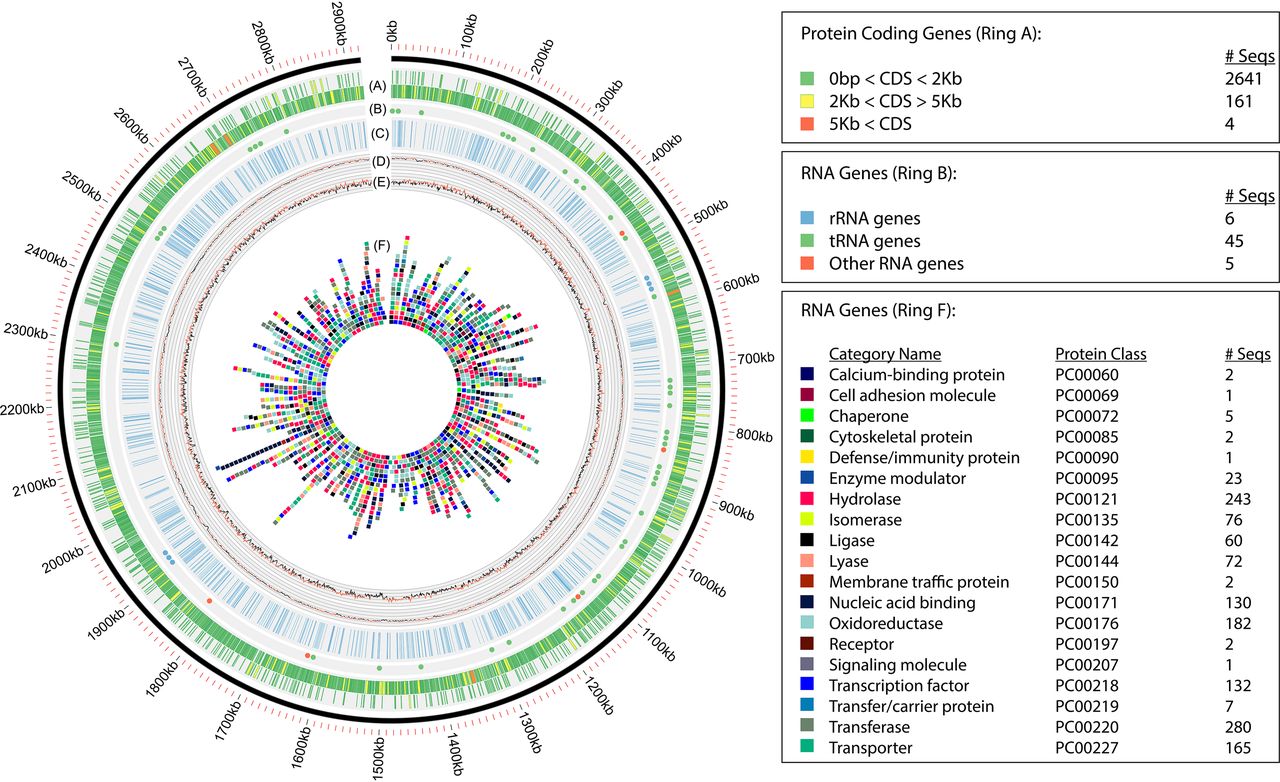 0kb
100kb
200kb
300kb
400kb
500kb
600kb
700kb
800kb
900kb
1000kb
1100kb
1200kb
1300kb
1400kb
1500kb
1600kb
1700kb
1800kb
1900kb
2000kb
2100kb
2200kb
2300kb
2400kb
2500kb
2600kb
2700kb
2800kb
2900kb
(A)
(B)
(C)
(D)
(E)
(F)
Protein Coding Genes (Ring A):
# Seqs
0bp < CDS < 2Kb 2641
2Kb < CDS > 5Kb 161
5Kb < CDS 4
RNA Genes (Ring B):
# Seqs
rRNA genes 6
tRNA genes 45
Other RNA genes 5
RNA Genes (Ring F):
Category Name Protein Class # Seqs
Calcium-binding protein PC00060 2
Cell adhesion molecule PC00069 1
Chaperone PC00072 5
Cytoskeletal protein PC00085 2
Defense/immunity protein PC00090 1
Enzyme modulator PC00095 23
Hydrolase PC00121 243
Isomerase PC00135 76
Ligase PC00142 60
Lyase PC00144 72
Membrane traffic protein PC00150 2
Nucleic acid binding PC00171 130
Oxidoreductase PC00176 182
Receptor PC00197 2
Signaling molecule PC00207 1
Transcription factor PC00218 132
Transfer/carrier protein PC00219 7
Transferase PC00220 280
Transporter PC00227 165